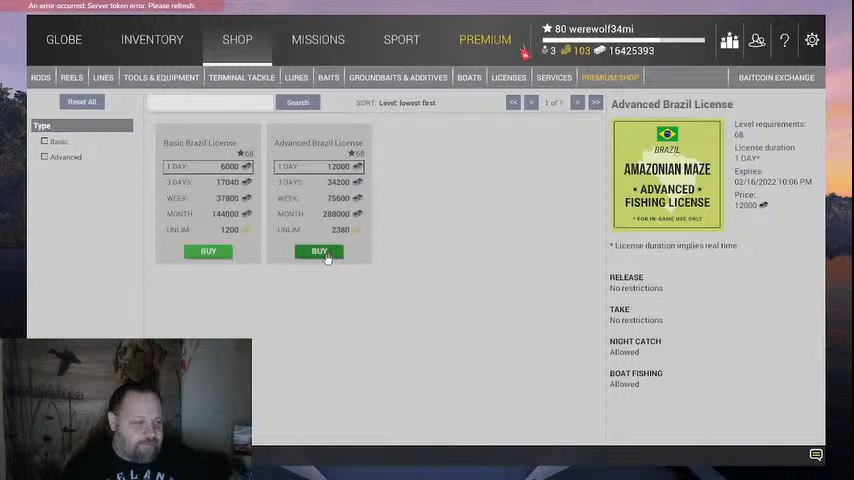 An error occured: Server token error. Please refresh.
GLOBE INVENTORY SHOP MISSIONS SPORT PREMIUM
80 werewolf34mi
3 103 16425393
RODS REELS LINES TOOLS & EQUIPMENT TERMINAL TACKLE LURES BAITS GROUNDBAITS & ADDITIVES BOATS LICENSES SERVICES PREMIUM SHOP BAITCOIN EXCHANGE
Reset All
Search
SORT: Level: lowest first
<< < 1 of 1 > >>
Type
Basic
Advanced
Basic Brazil License
68
1 DAY: 6000
3 DAYS: 17040
WEEK: 37800
MONTH 144000
UNLIM 1200
BUY
Advanced Brazil License
68
1 DAY: 12000
3 DAYS: 34200
WEEK: 75600
MONTH 288000
UNLIM 2380
BUY
Advanced Brazil License
BRAZIL
AMAZONIAN MAZE
* ADVANCED *
FISHING LICENSE
* FOR IN-GAME USE ONLY
Level requirements:
68
License duration:
1 DAY*
Expires:
02/16/2022 10:06 PM
Price:
12000
* License duration implies real time
RELEASE
No restrictions
TAKE
No restrictions
NIGHT CATCH
Allowed
BOAT FISHING
Allowed